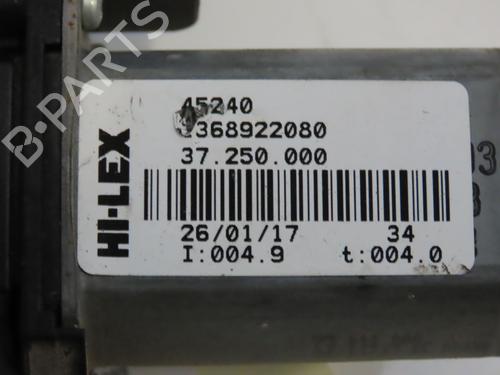 HI-LEX
45240
368922080
37.250.000
26/01/17 34
I:004.9 t:004.0
B-PARTS